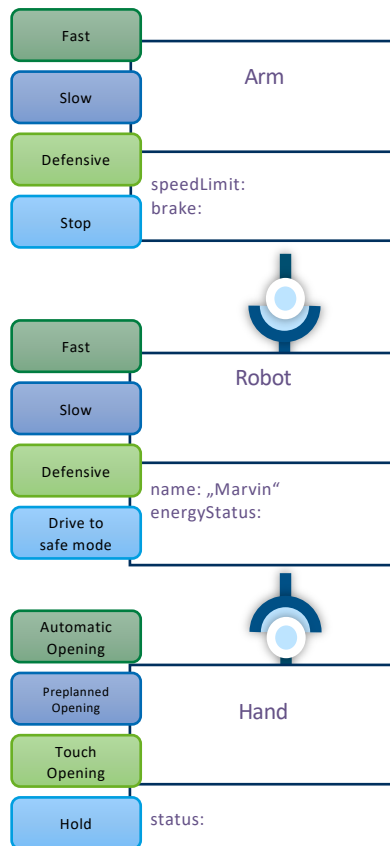 Fast
Arm
Slow
Defensive
speedLimit:
brake:
Stop
Fast
Robot
Slow
Defensive
name: „Marvin“
energyStatus:
Drive to
safe mode
Automatic
Opening
Preplanned
Opening
Hand
Touch
Opening
Hold
status: